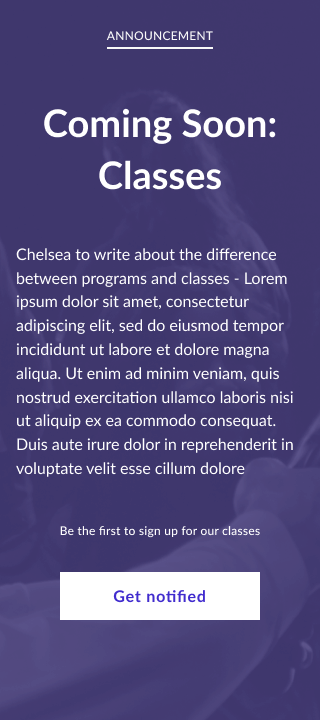 ANNOUNCEMENT
Coming Soon:
Classes
Chelsea to write about the difference
between programs and classes - Lorem
ipsum dolor sit amet, consectetur
adipiscing elit, sed do eiusmod tempor
incididunt ut labore et dolore magna
aliqua. Ut enim ad minim veniam, quis
nostrud exercitation ullamco laboris nisi
ut aliquip ex ea commodo consequat.
Duis aute irure dolor in reprehenderit in
voluptate velit esse cillum dolore
Be the first to sign up for our classes
Get notified